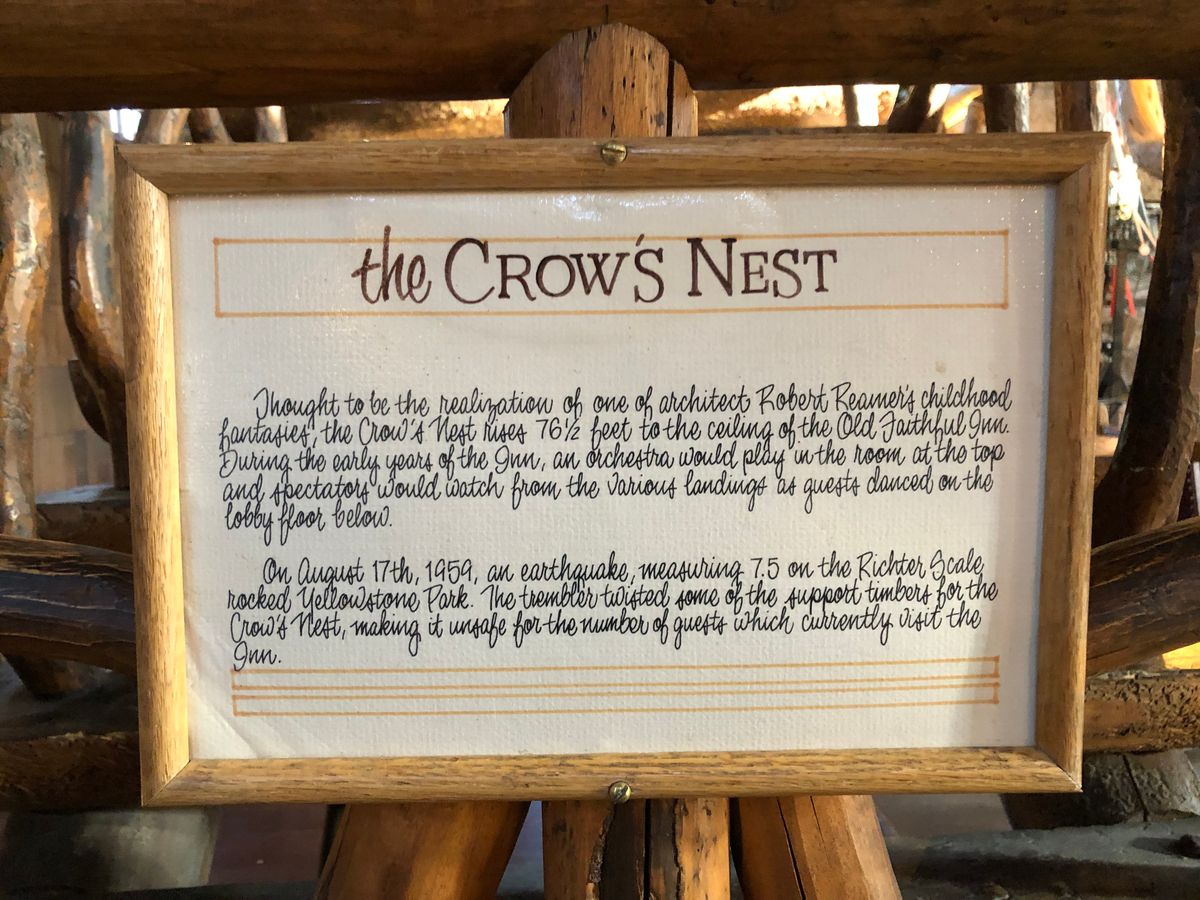 the CROW'S NEST
Thought to be the realization of one of architect Robert Reamer's childhood
fantasies, the Crow's Nest rises 76½ feet to the ceiling of the Old Faithful Inn.
During the early years of the Inn, an orchestra would play in the room at the top
and spectators would watch from the various landings as guests danced on the
lobby floor below.
On August 17th, 1959, an earthquake, measuring 7.5 on the Richter Scale,
rocked Yellowstone Park. The trembler twisted some of the support timbers for the
Crow's Nest, making it unsafe for the number of guests which currently visit the
Inn.